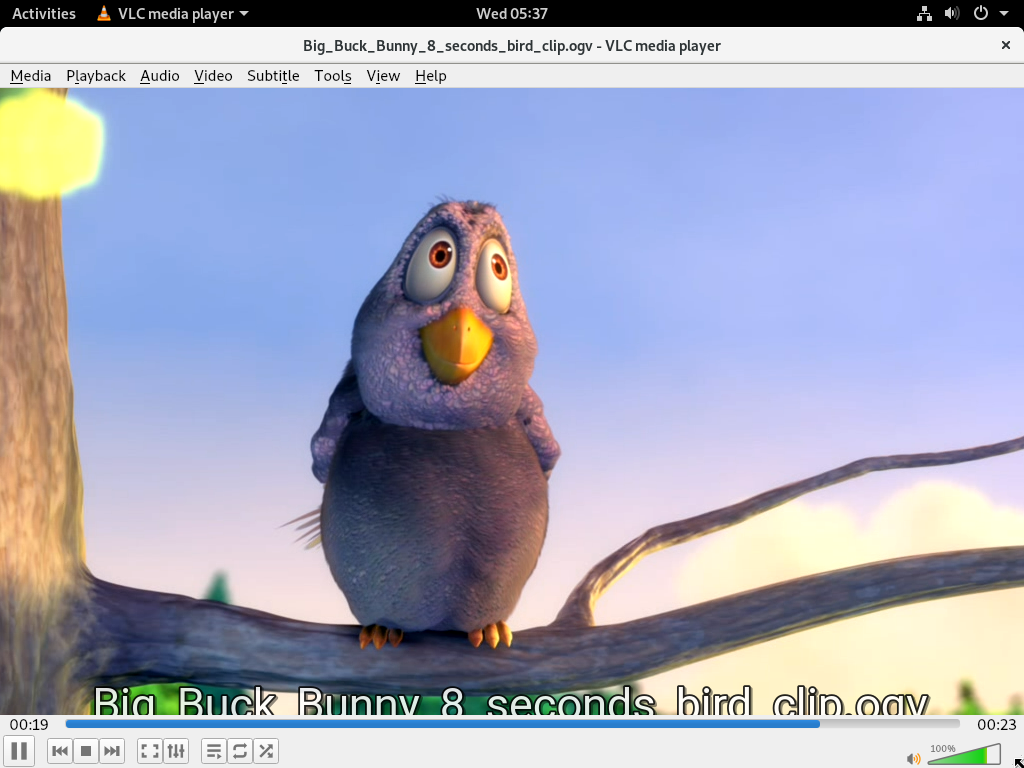 Activities VLC media player Wed 05:37
Big_Buck_Bunny_8_seconds_bird_clip.ogv - VLC media player
Media Playback Audio Video Subtitle Tools View Help
Big_Buck_Bunny_8_seconds_bird_clip.ogv
00:19 00:23
100%